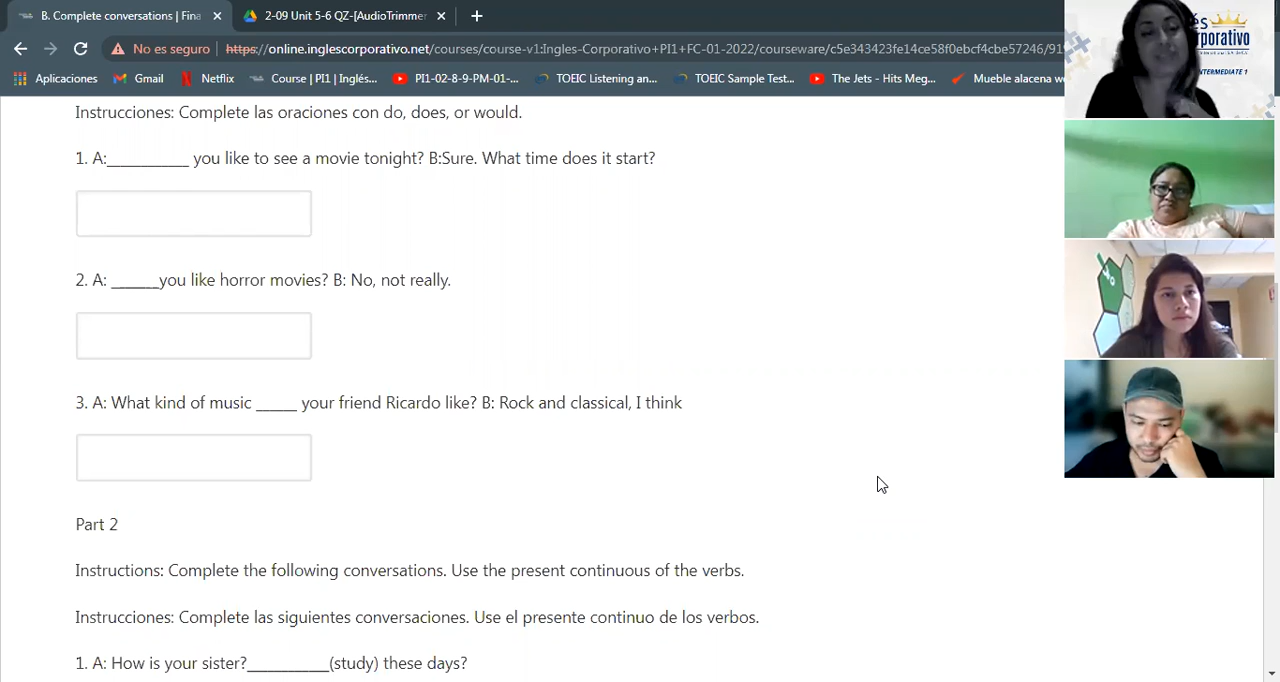 B. Complete conversations | Fina
2-09 Unit 5-6 QZ-[AudioTrimmer
No es seguro | https://online.inglescorporativo.net/courses/course-v1:Ingles-Corporativo+PI1+FC-01-2022/courseware/c5e343423fe14ce58f0ebcf4cbe57246/91
Aplicaciones Gmail Netflix Course | PI1 | Inglés... PI1-02-8-9-PM-01-... TOEIC Listening an... TOEIC Sample Test... The Jets - Hits Meg... Mueble alacena
INTERMEDIATE 1
Instrucciones: Complete las oraciones con do, does, or would.
1. A:__________ you like to see a movie tonight? B:Sure. What time does it start?
2. A: ______you like horror movies? B: No, not really.
3. A: What kind of music _____ your friend Ricardo like? B: Rock and classical, I think
Part 2
Instructions: Complete the following conversations. Use the present continuous of the verbs.
Instrucciones: Complete las siguientes conversaciones. Use el presente continuo de los verbos.
1. A: How is your sister?__________(study) these days?